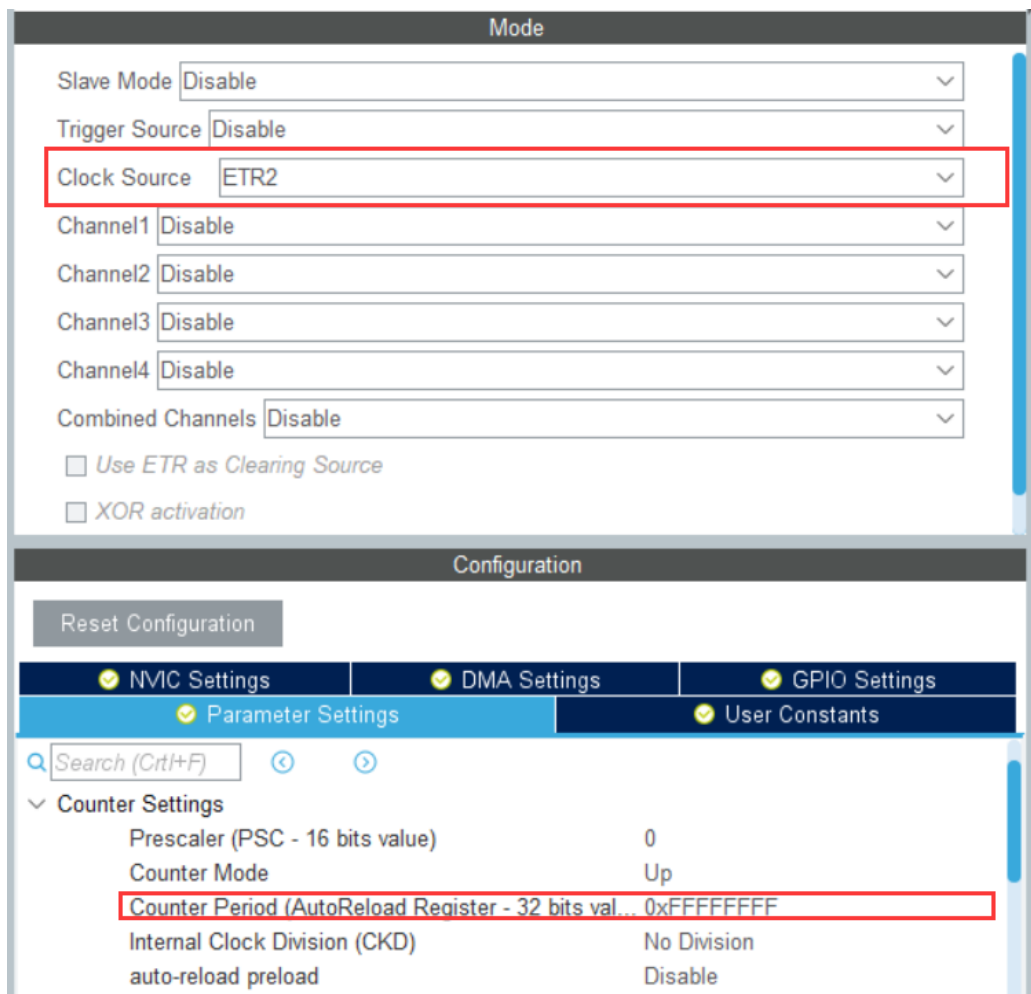 Mode
Slave Mode Disable
Trigger Source Disable
Clock Source ETR2
Channel1 Disable
Channel2 Disable
Channel3 Disable
Channel4 Disable
Combined Channels Disable
Use ETR as Clearing Source
XOR activation
Configuration
Reset Configuration
NVIC Settings DMA Settings GPIO Settings
Parameter Settings User Constants
Search (Crtl+F)
Counter Settings
Prescaler (PSC - 16 bits value) 0
Counter Mode Up
Counter Period (AutoReload Register - 32 bits val... 0xFFFFFFFF
Internal Clock Division (CKD) No Division
auto-reload preload Disable